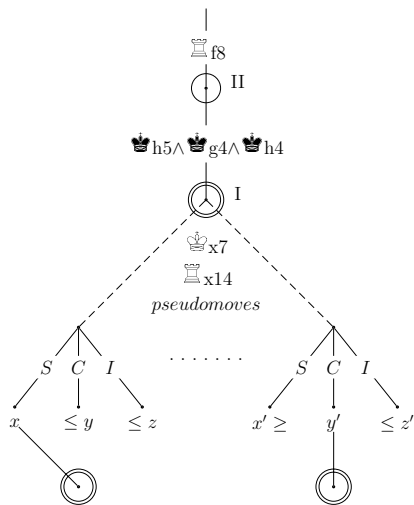 ♖f8
II
♚h5∧♚g4∧♚h4
I
♔x7
♖x14
pseudomoves
S C I . . . . . . . S C I
x ≤ y ≤ z x′ ≥ y′ ≤ z′